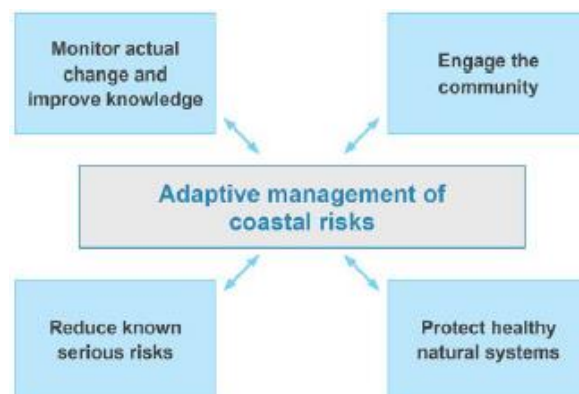 Monitor actual
change and
improve knowledge
Engage the
community
Adaptive management of
coastal risks
Reduce known
serious risks
Protect healthy
natural systems